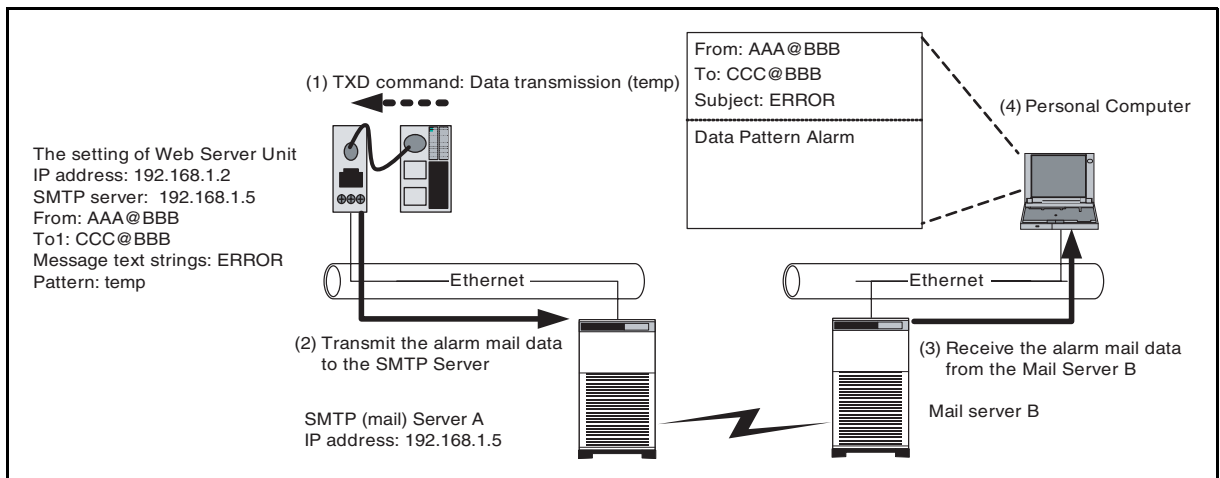 (1) TXD command: Data transmission (temp)
The setting of Web Server Unit
IP address: 192.168.1.2
SMTP server: 192.168.1.5
From: AAA@BBB
To1: CCC@BBB
Message text strings: ERROR
Pattern: temp
From: AAA@BBB
To: CCC@BBB
Subject: ERROR
Data Pattern Alarm
(4) Personal Computer
Ethernet
Ethernet
(2) Transmit the alarm mail data
to the SMTP Server
SMTP (mail) Server A
IP address: 192.168.1.5
(3) Receive the alarm mail data
from the Mail Server B
Mail server B